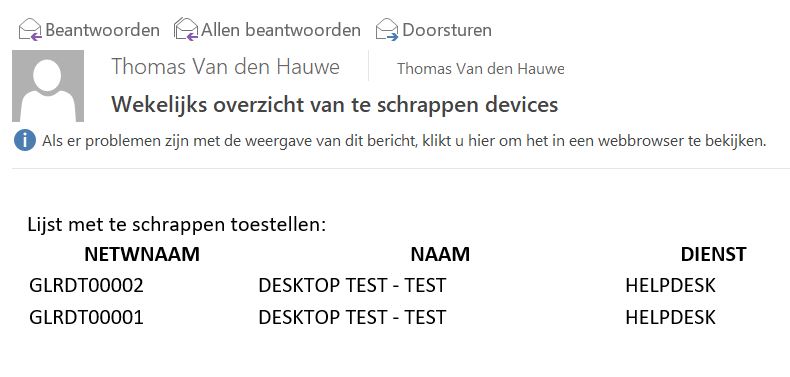 Beantwoorden Allen beantwoorden Doorsturen
Thomas Van den Hauwe Thomas Van den Hauwe
Wekelijks overzicht van te schrappen devices
Als er problemen zijn met de weergave van dit bericht, klikt u hier om het in een webbrowser te bekijken.
Lijst met te schrappen toestellen:
NETWNAAM NAAM DIENST
GLRDT00002 DESKTOP TEST - TEST HELPDESK
GLRDT00001 DESKTOP TEST - TEST HELPDESK